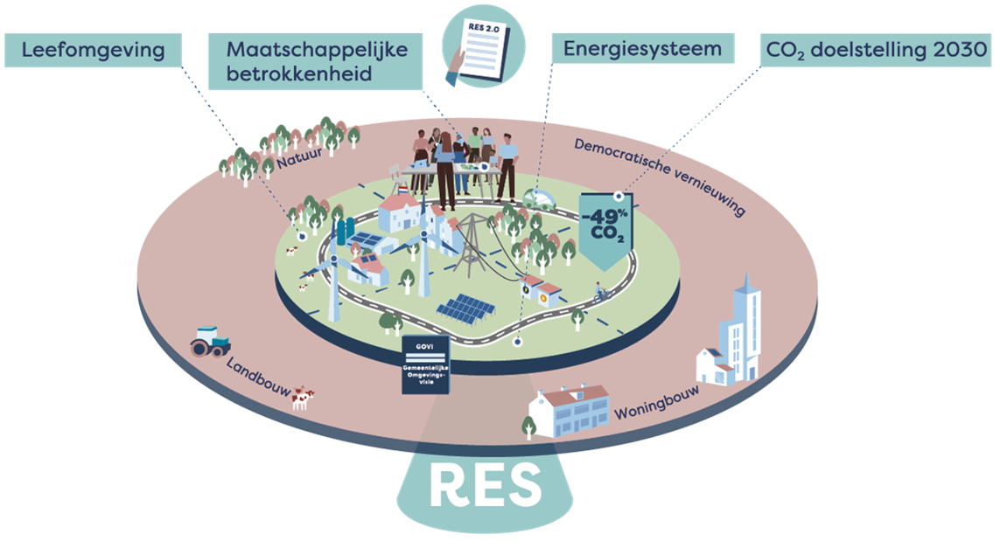 RES 2.0
Leefomgeving
Maatschappelijke
betrokkenheid
Energiesysteem
CO₂ doelstelling 2030
Natuur
Democratische vernieuwing
-49%
CO₂
GOVI
Gemeentelijke
Omgevings-
visie
Landbouw
Woningbouw
RES